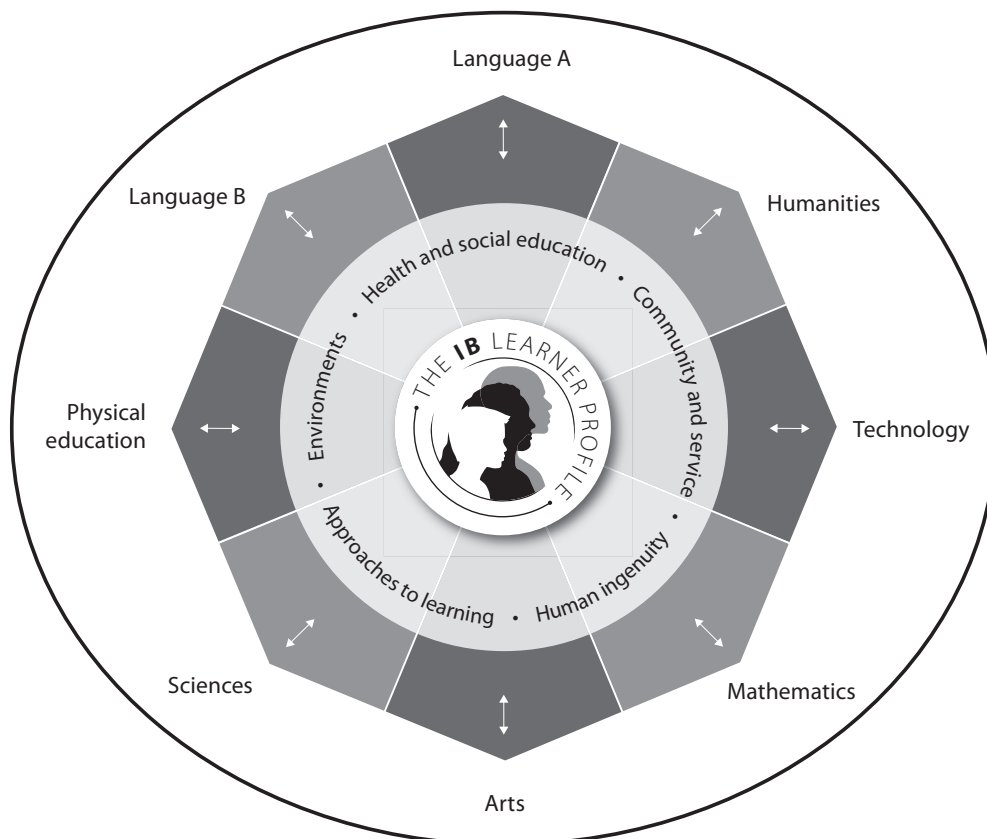 Language A
Language B
Humanities
Health and social education •
Community and service •
Environments •
THE IB LEARNER PROFILE
Physical
education
Technology
Approaches to learning •
Human ingenuity •
Sciences
Mathematics
Arts